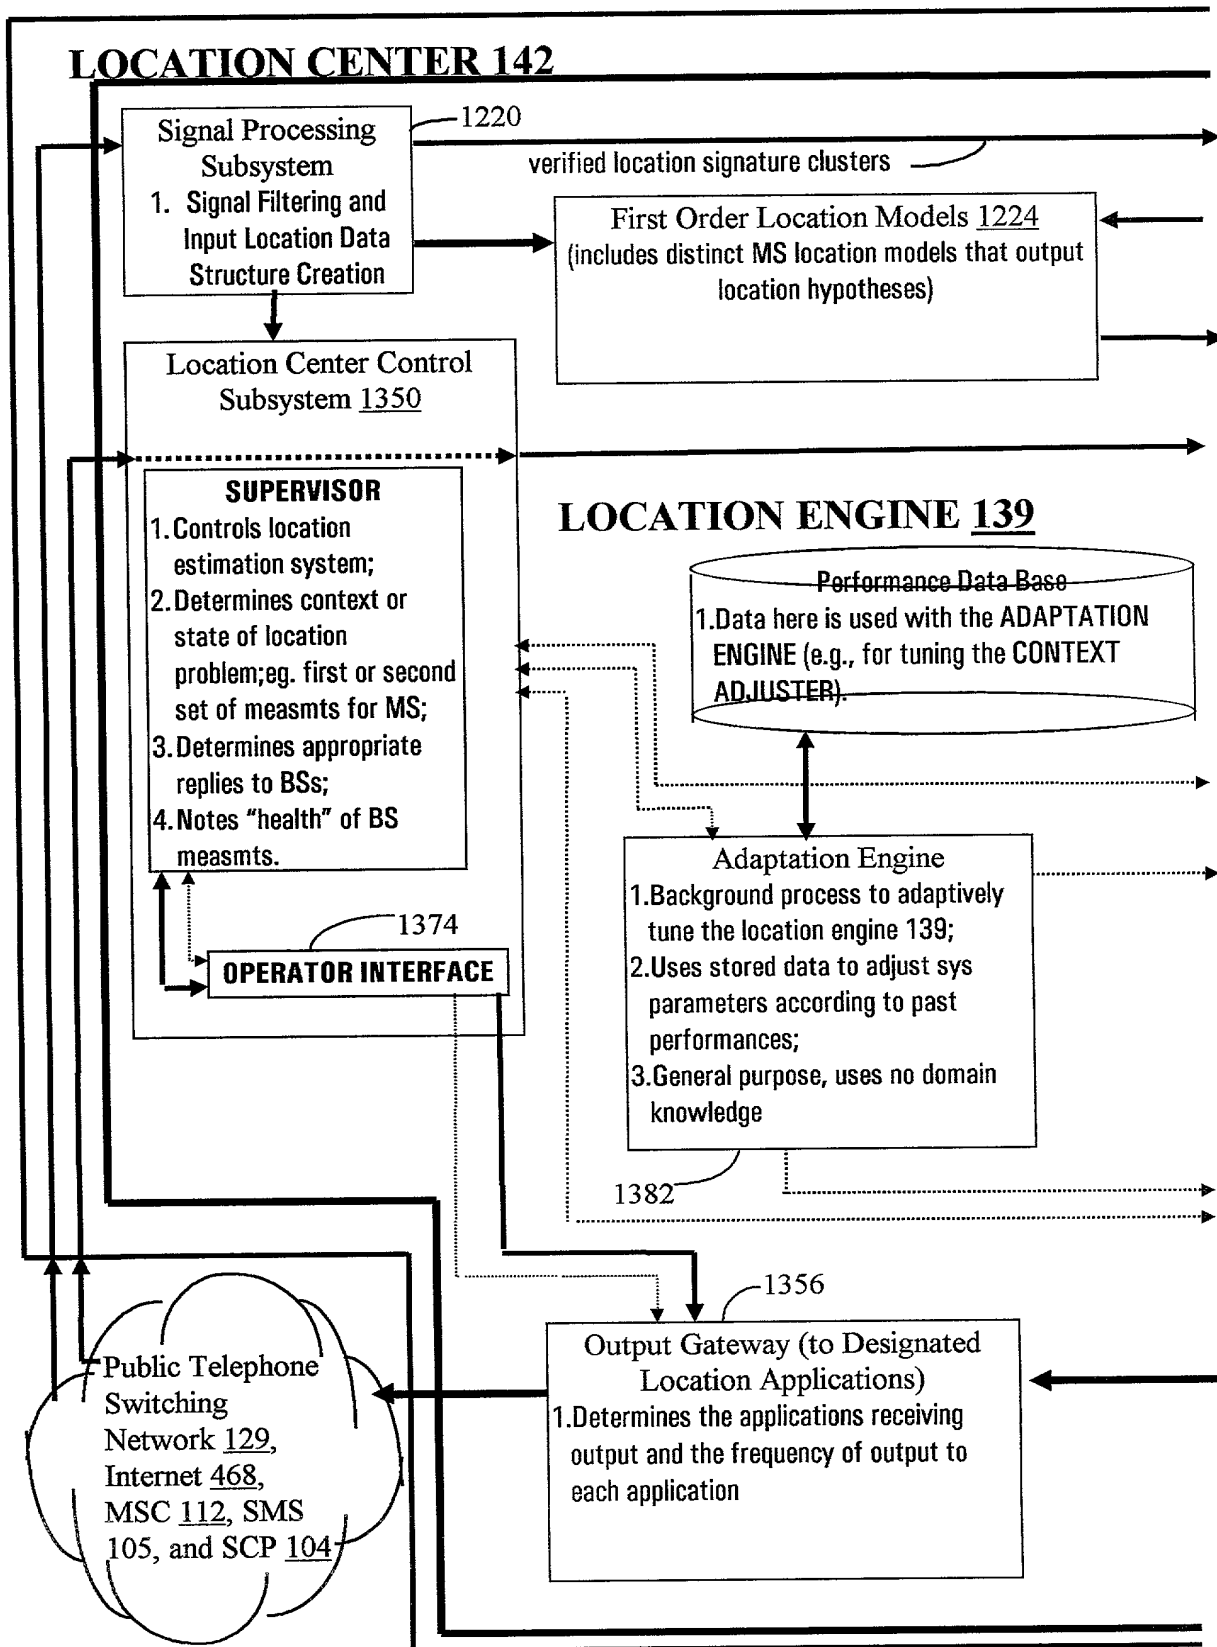 LOCATION CENTER 142
1220
Signal Processing
Subsystem
1. Signal Filtering and
Input Location Data
Structure Creation
verified location signature clusters
First Order Location Models 1224
(includes distinct MS location models that output
location hypotheses)
Location Center Control
Subsystem 1350
SUPERVISOR
1.Controls location
estimation system;
2.Determines context or
state of location
problem;eg. first or second
set of measmts for MS;
3.Determines appropriate
replies to BSs;
4.Notes “health” of BS
measmts.
1374
OPERATOR INTERFACE
LOCATION ENGINE 139
Performance Data Base
1.Data here is used with the ADAPTATION
ENGINE (e.g., for tuning the CONTEXT
ADJUSTER).
Adaptation Engine
1.Background process to adaptively
tune the location engine 139;
2.Uses stored data to adjust sys
parameters according to past
performances;
3.General purpose, uses no domain
knowledge
1382
1356
Output Gateway (to Designated
Location Applications)
1.Determines the applications receiving
output and the frequency of output to
each application
Public Telephone
Switching
Network 129,
Internet 468,
MSC 112, SMS
105, and SCP 104